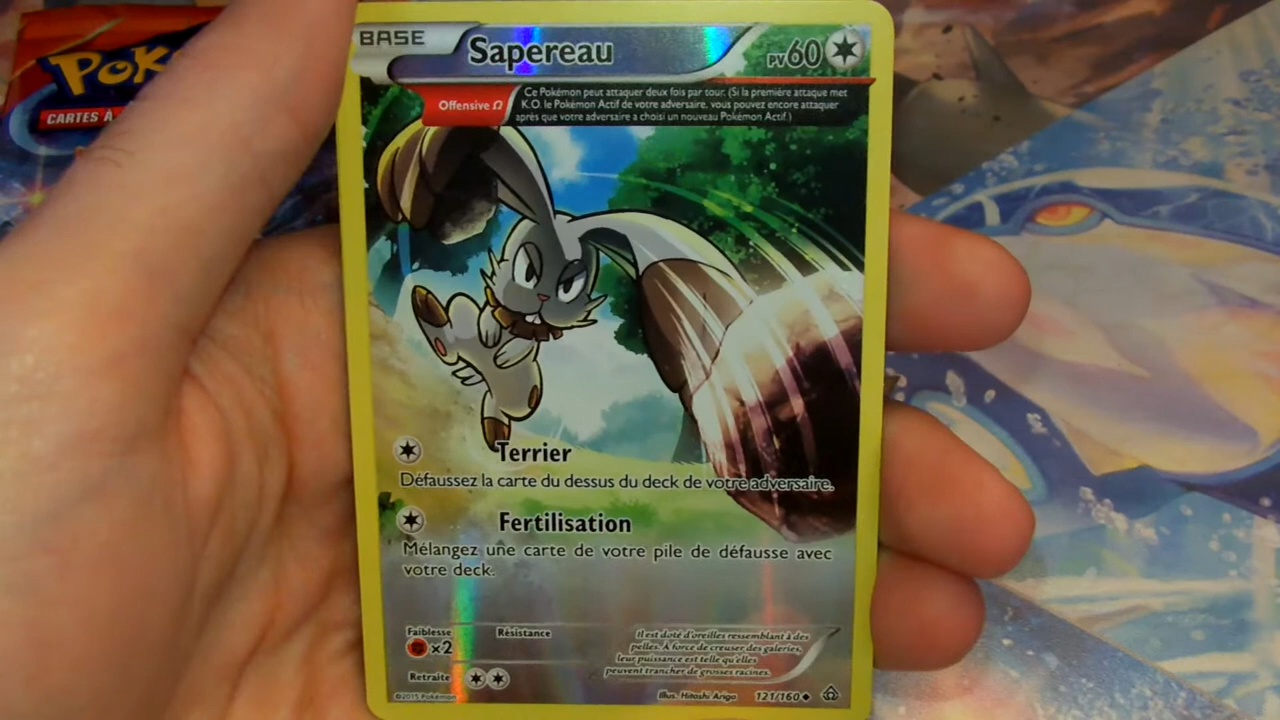 POK
CARTES À
BASE
Sapereau
PV60
Offensive Ω
Ce Pokémon peut attaquer deux fois par tour. (Si la première attaque met
K.O. le Pokémon Actif de votre adversaire, vous pouvez encore attaquer
après que votre adversaire a choisi un nouveau Pokémon Actif.)
Terrier
Défaussez la carte du dessus du deck de votre adversaire.
Fertilisation
Mélangez une carte de votre pile de défausse avec
votre deck.
Faiblesse
×2
Résistance
Retraite
Il est doté d'oreilles ressemblant à des
pelles. À force de creuser des galeries,
leur puissance est telle qu'elles
peuvent trancher de grosses racines.
©2015 Pokémon
Illus. Hitoshi Ariga
121/160